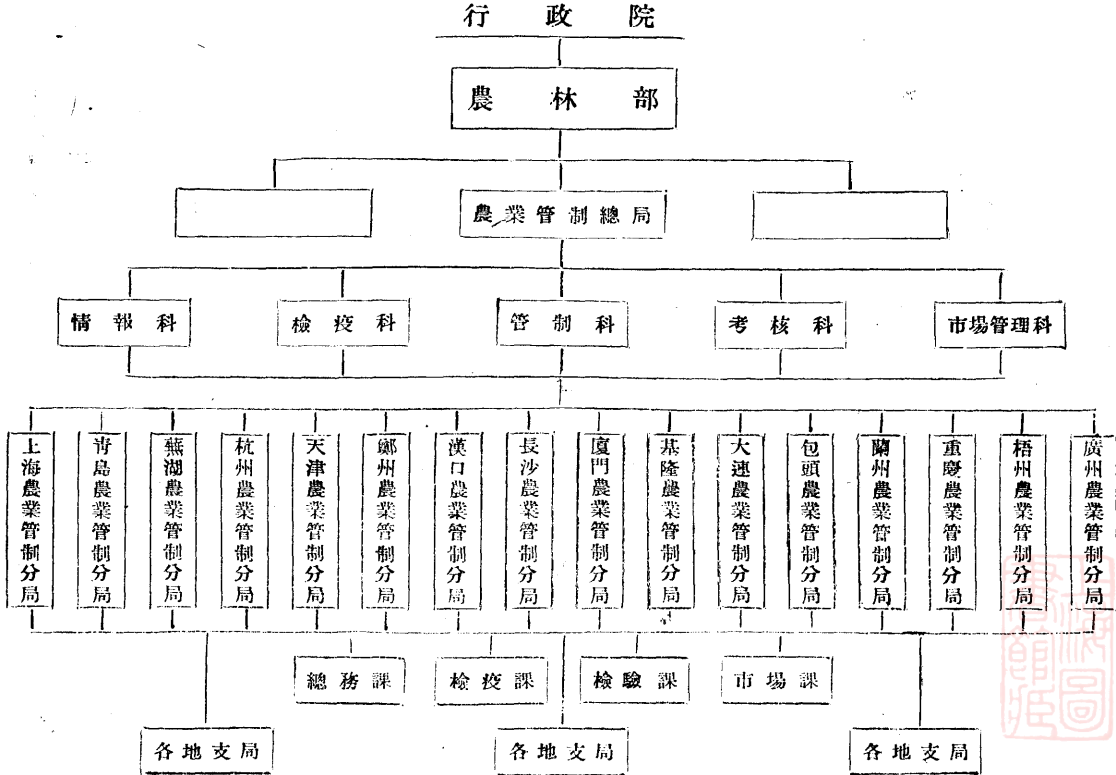 行政院
農林部
農業管制總局
情報科
檢疫科
管制科
考核科
市場管理科
上海農業管制分局
青島農業管制分局
蕪湖農業管制分局
杭州農業管制分局
天津農業管制分局
鄭州農業管制分局
漢口農業管制分局
長沙農業管制分局
廈門農業管制分局
基隆農業管制分局
大連農業管制分局
包頭農業管制分局
蘭州農業管制分局
重慶農業管制分局
梧州農業管制分局
廣州農業管制分局
總務課
檢疫課
檢驗課
市場課
各地支局
各地支局
各地支局